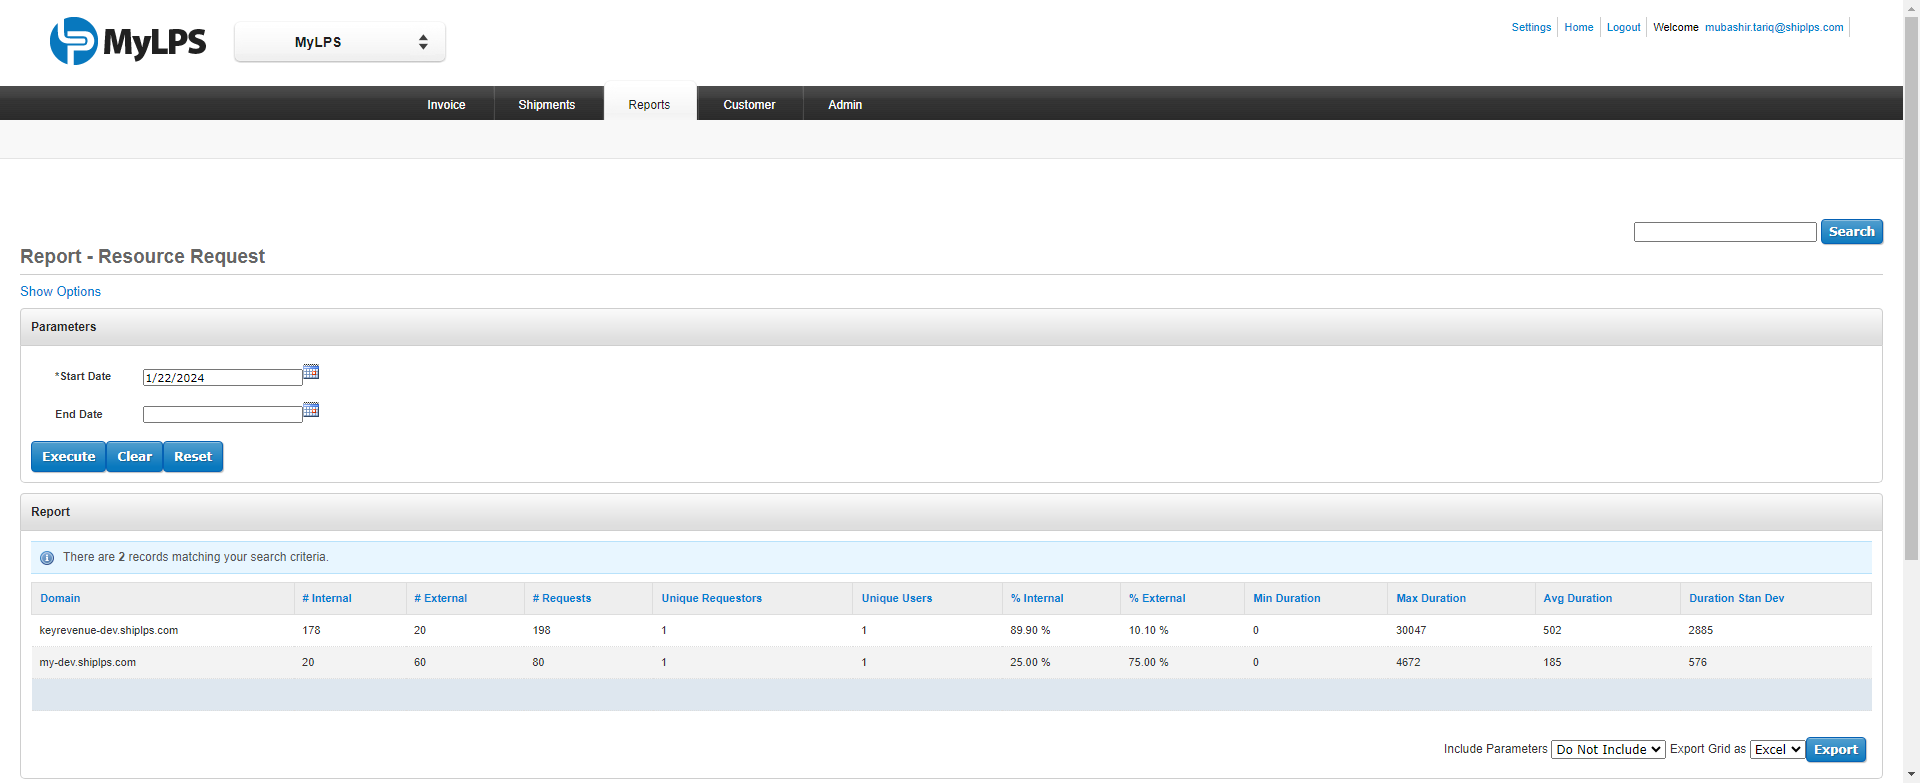 MyLPS
MyLPS
Settings Home Logout Welcome mubashir.tariq@shiplps.com
Invoice Shipments Reports Customer Admin
Search
Report - Resource Request
Show Options
Parameters
*Start Date 1/22/2024
End Date
Execute Clear Reset
Report
There are 2 records matching your search criteria.
Domain # Internal # External # Requests Unique Requestors Unique Users % Internal % External Min Duration Max Duration Avg Duration Duration Stan Dev
keyrevenue-dev.shiplps.com 178 20 198 1 1 89.90 % 10.10 % 0 30047 502 2885
my-dev.shiplps.com 20 60 80 1 1 25.00 % 75.00 % 0 4672 185 576
Include Parameters Do Not Include Export Grid as Excel Export